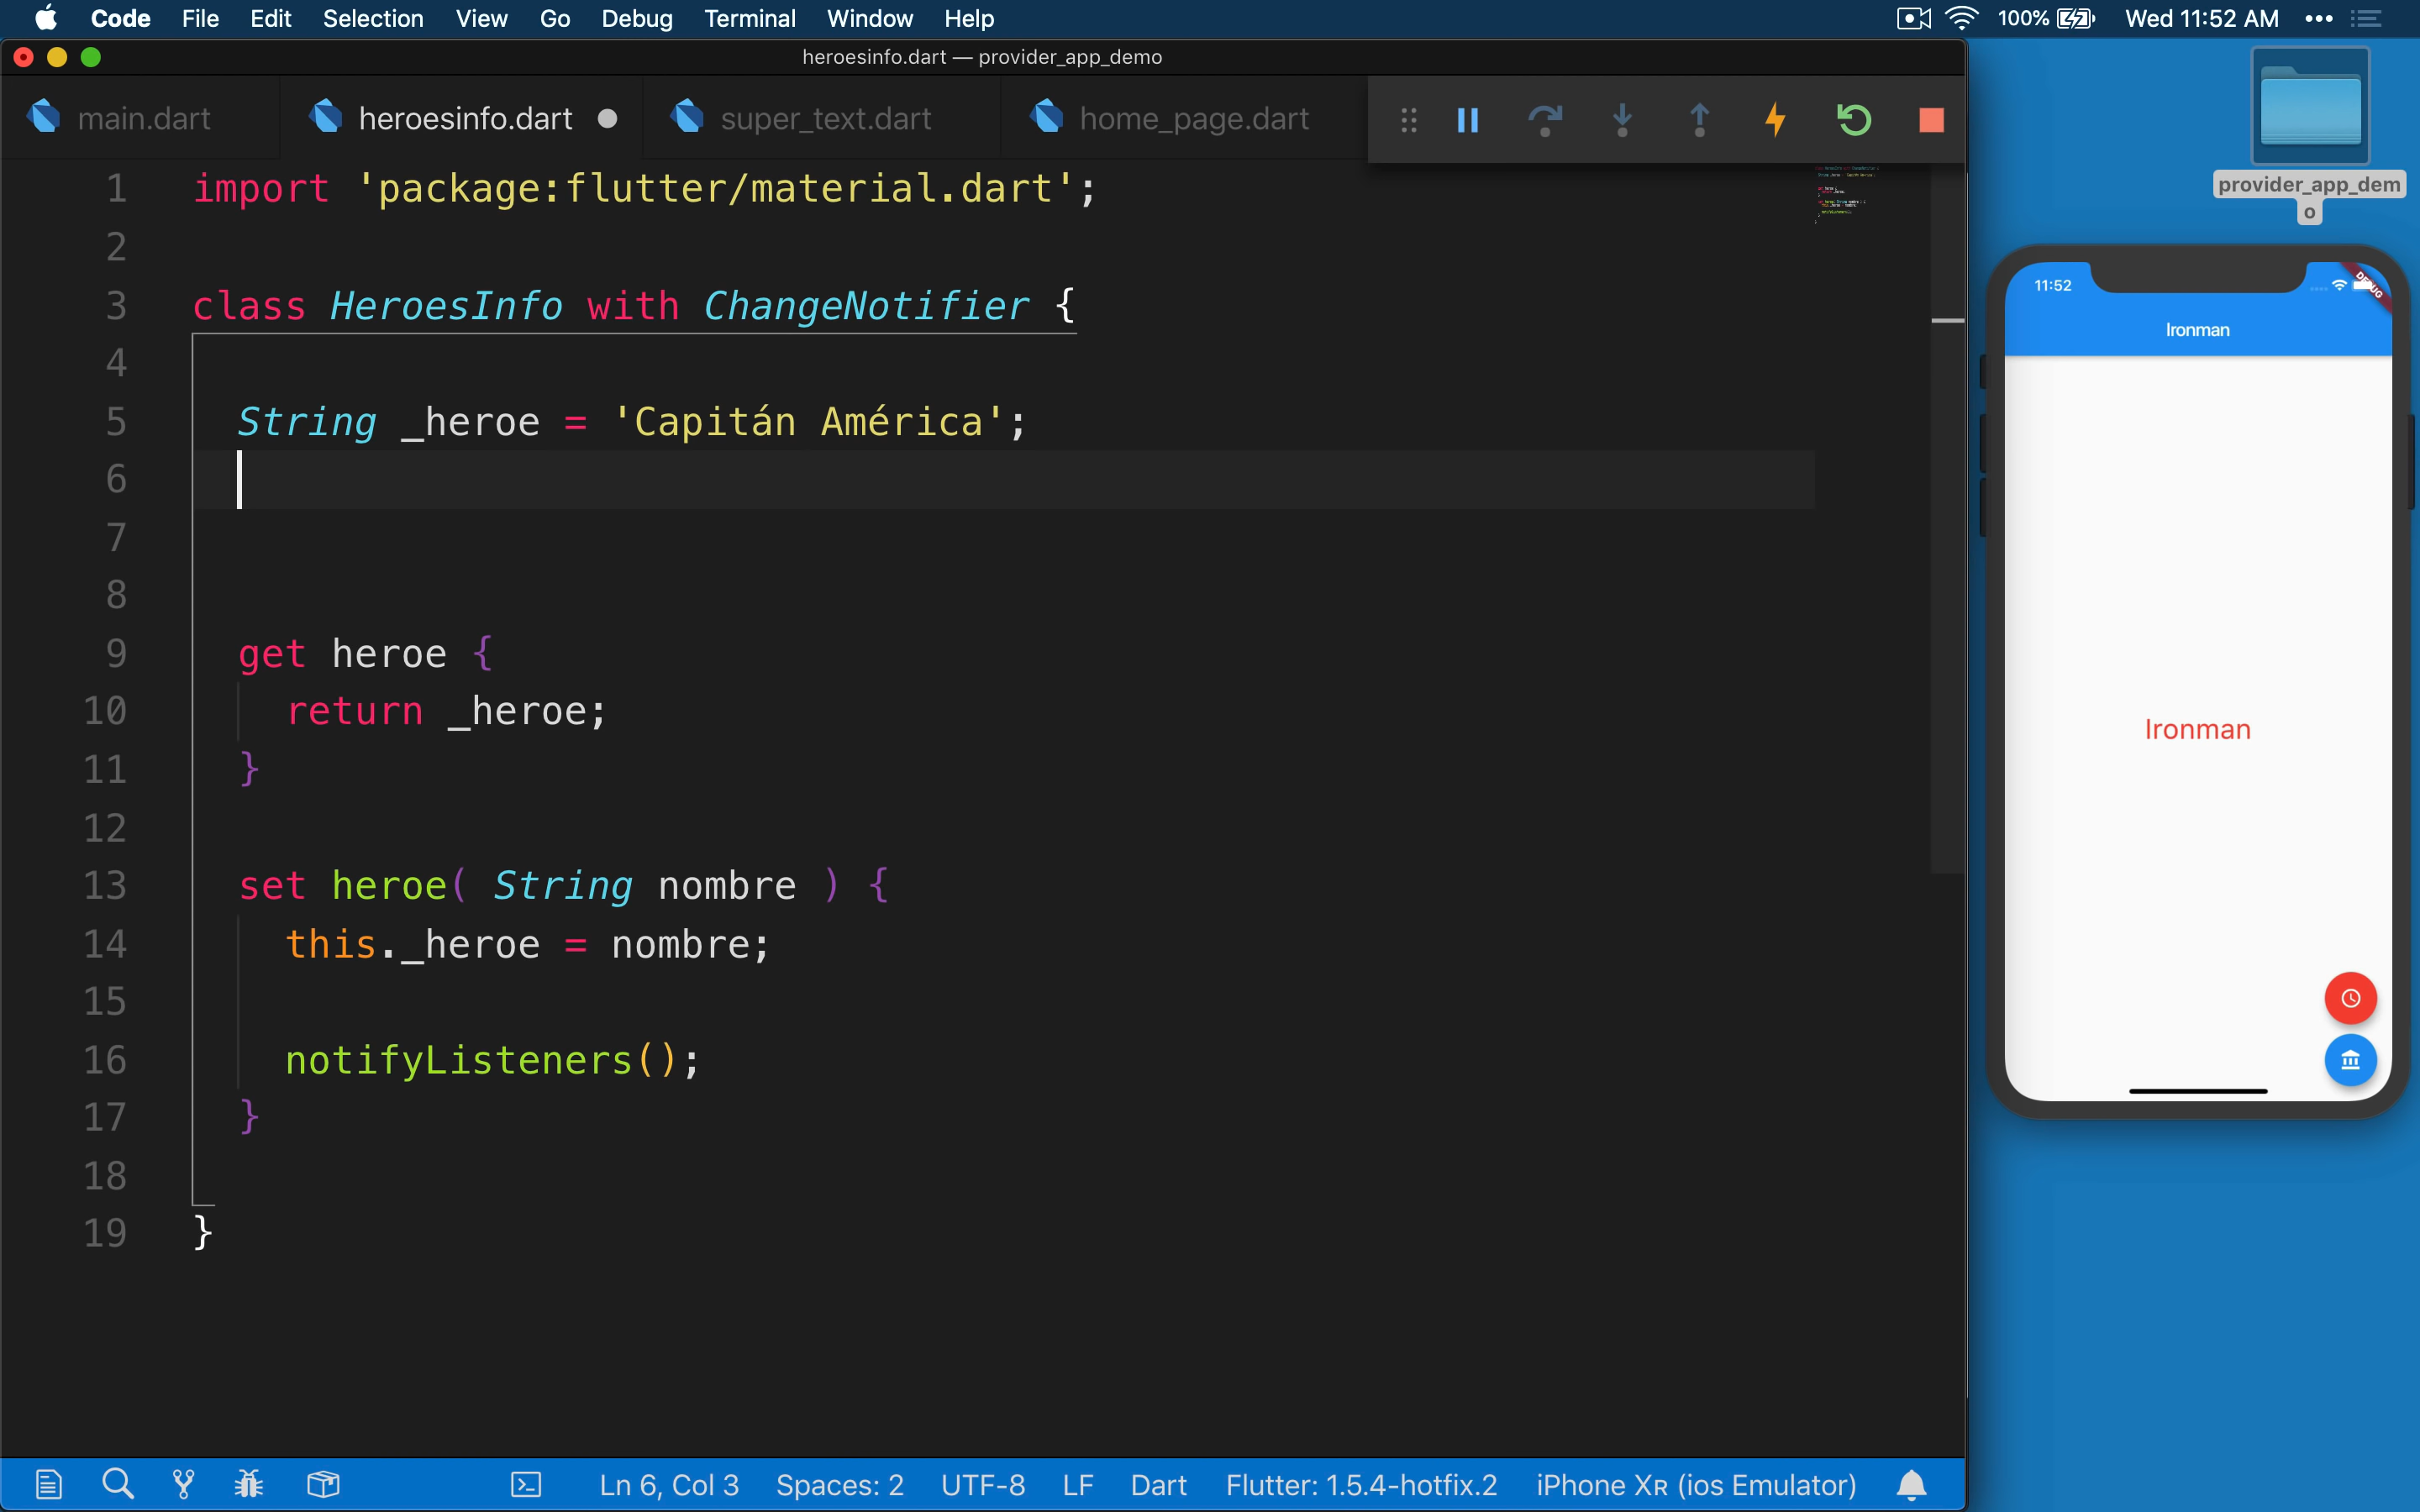 Code File Edit Selection View Go Debug Terminal Window Help 100% Wed 11:52 AM
heroesinfo.dart — provider_app_demo
main.dart heroesinfo.dart super_text.dart home_page.dart
1 import 'package:flutter/material.dart';
2
3 class HeroesInfo with ChangeNotifier {
4
5 String _heroe = 'Capitán América';
6
7
8
9 get heroe {
10 return _heroe;
11 }
12
13 set heroe( String nombre ) {
14 this._heroe = nombre;
15
16 notifyListeners();
17 }
18
19 }
Ln 6, Col 3 Spaces: 2 UTF-8 LF Dart Flutter: 1.5.4-hotfix.2 iPhone Xʀ (ios Emulator)
provider_app_dem
o
11:52 DEBUG
Ironman
Ironman